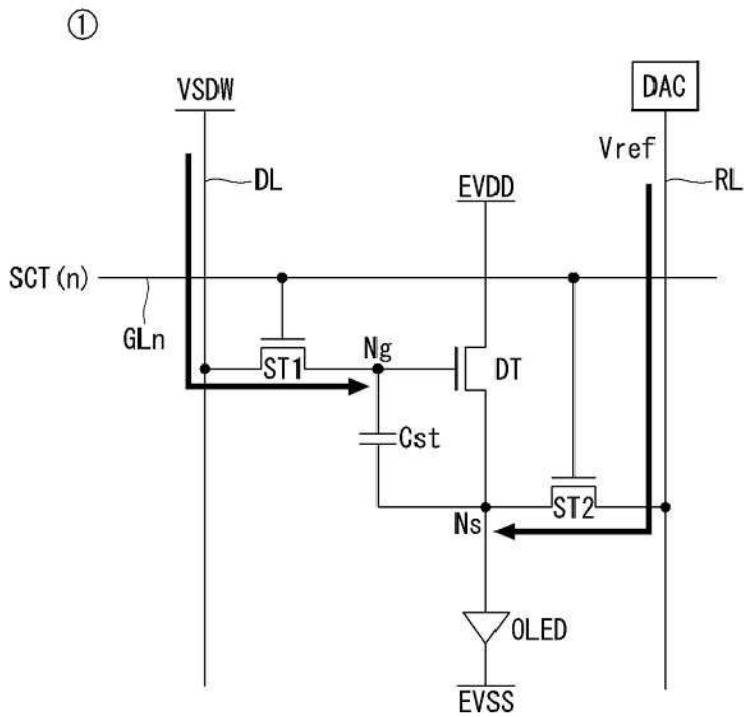 ①
VSDW
DAC
Vref
DL
RL
EVDD
SCT(n)
GLn
Ng
ST1
DT
Cst
Ns
ST2
OLED
EVSS